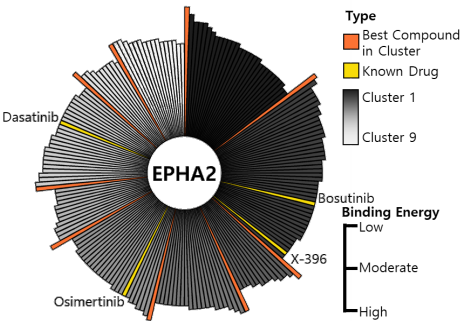 Type
Best Compound
in Cluster
Known Drug
Cluster 1
Cluster 9
Dasatinib
EPHA2
Bosutinib
Binding Energy
Low
X-396
Moderate
Osimertinib
High